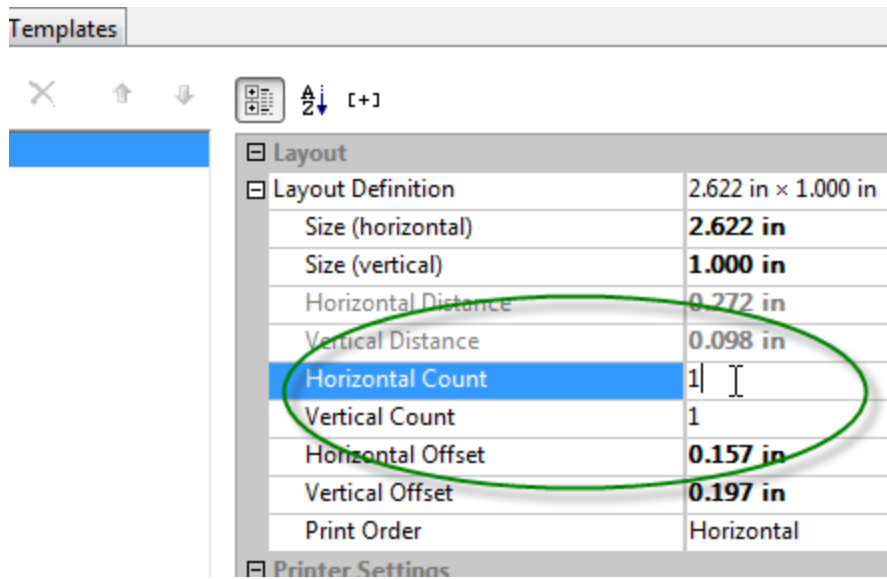 Templates
A
Z
[+]
Layout
Layout Definition 2.622 in × 1.000 in
Size (horizontal) 2.622 in
Size (vertical) 1.000 in
Horizontal Distance 0.272 in
Vertical Distance 0.098 in
Horizontal Count 1
Vertical Count 1
Horizontal Offset 0.157 in
Vertical Offset 0.197 in
Print Order Horizontal
Printer Settings